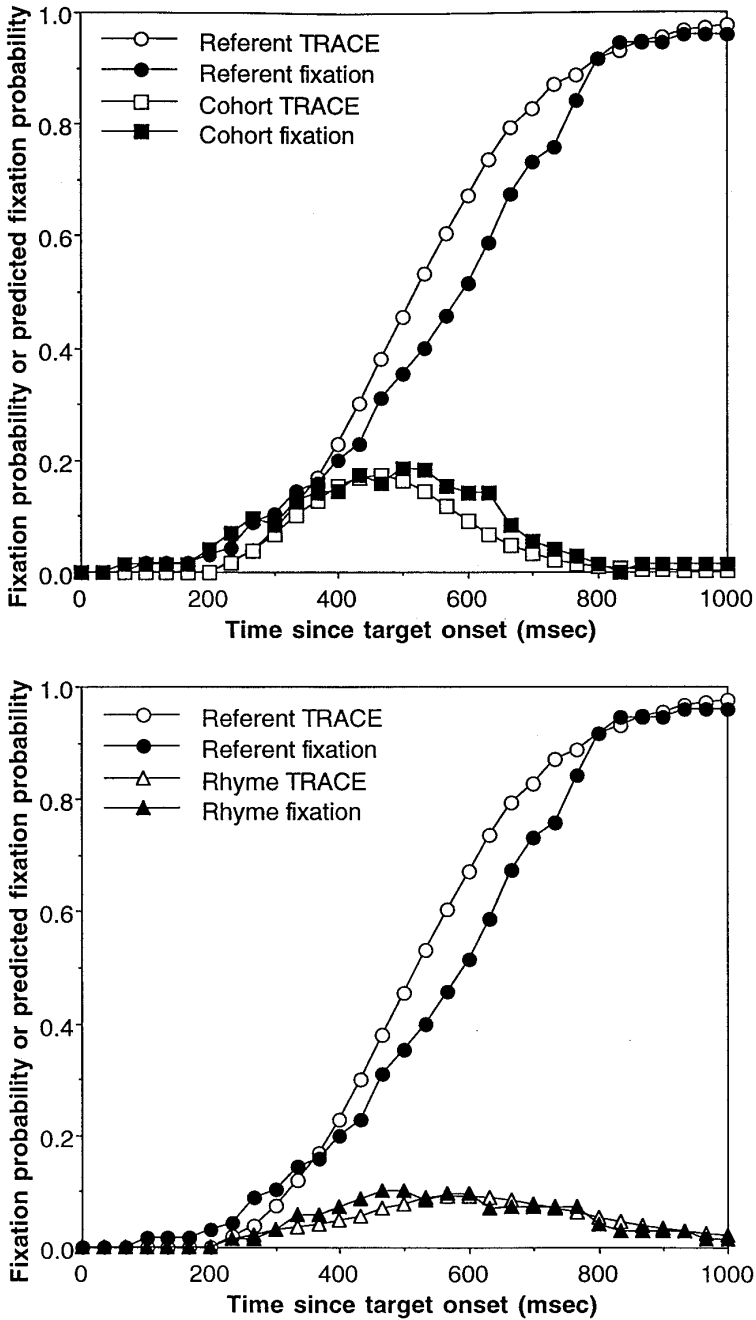 Fixation probability or predicted fixation probability
1.0
0.8
0.6
0.4
0.2
0.0
Referent TRACE
Referent fixation
Cohort TRACE
Cohort fixation
0 200 400 600 800 1000
Time since target onset (msec)
Fixation probability or predicted fixation probability
1.0
0.8
0.6
0.4
0.2
0.0
Referent TRACE
Referent fixation
Rhyme TRACE
Rhyme fixation
0 200 400 600 800 1000
Time since target onset (msec)